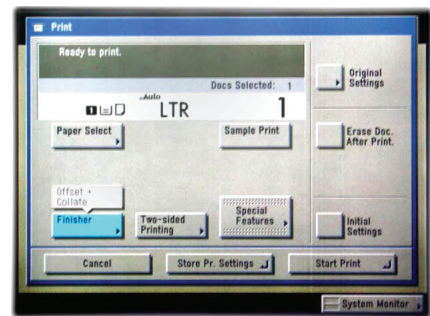 Print
Ready to print.
Docs Selected: 1
Auto
1 LTR 1
Original
Settings
Paper Select
Sample Print
Erase Doc.
After Print.
Offset +
Collate
Finisher
Two-sided
Printing
Special
Features
Initial
Settings
Cancel
Store Pr. Settings
Start Print
System Monitor